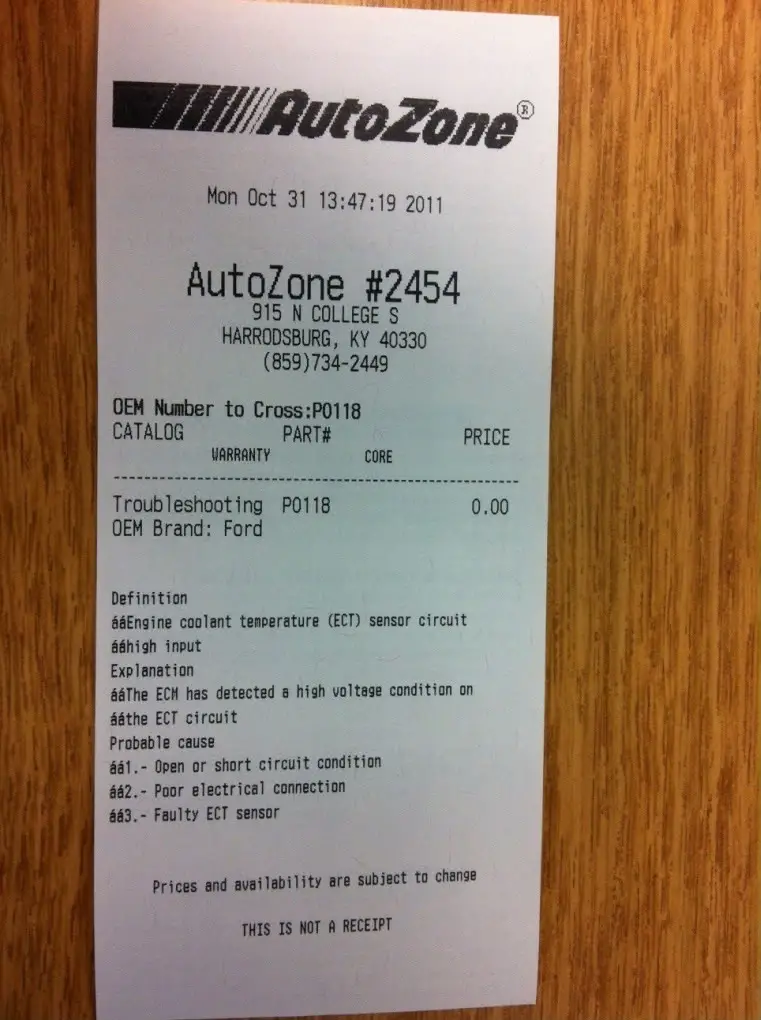 AutoZone®
Mon Oct 31 13:47:19 2011
AutoZone #2454
915 N COLLEGE S
HARRODSBURG, KY 40330
(859)734-2449
OEM Number to Cross:P0118
CATALOG PART# PRICE
WARRANTY CORE
Troubleshooting P0118 0.00
OEM Brand: Ford
Definition
ááEngine coolant temperature (ECT) sensor circuit
ááhigh input
Explanation
ááThe ECM has detected a high voltage condition on
ááthe ECT circuit
Probable cause
áá1.- Open or short circuit condition
áá2.- Poor electrical connection
áá3.- Faulty ECT sensor
Prices and availability are subject to change
THIS IS NOT A RECEIPT